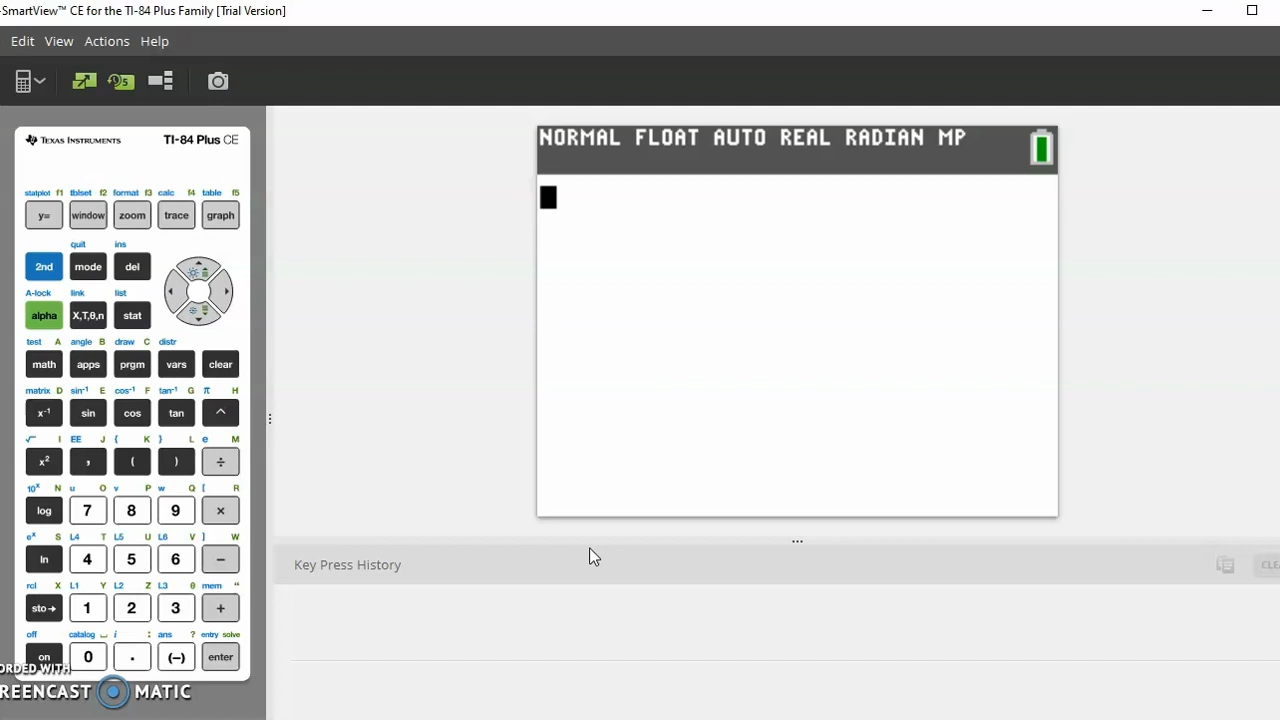 SmartView™ CE for the TI-84 Plus Family [Trial Version]
Edit View Actions Help
5
TEXAS INSTRUMENTS TI-84 Plus CE
statplot f1 tblset f2 format f3 calc f4 table f5
y= window zoom trace graph
quit ins
2nd mode del
A-lock link list
alpha X,T,θ,n stat
test A angle B draw C distr
math apps prgm vars clear
matrix D sin⁻¹ E cos⁻¹ F tan⁻¹ G π H
x⁻¹ sin cos tan ^
√ I EE J { K } L e M
x² , ( ) ÷
10ˣ N u O v P w Q [ R
log 7 8 9 ×
eˣ S L4 T L5 U L6 V ] W
ln 4 5 6 −
rcl X L1 Y L2 Z L3 θ mem "
sto→ 1 2 3 +
off catalog ⎵ i : ans ? entry solve
on 0 . (−) enter
NORMAL FLOAT AUTO REAL RADIAN MP
Key Press History
CLEA
ORDED WITH
REENCAST MATIC